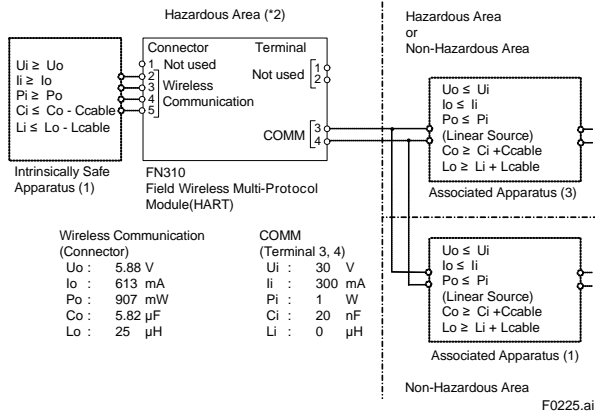 Hazardous Area (*2)
Hazardous Area
or
Non-Hazardous Area
Ui ≥ Uo
Ii ≥ Io
Pi ≥ Po
Ci ≤ Co - Ccable
Li ≤ Lo - Lcable
Intrinsically Safe
Apparatus (1)
Connector
1 Not used
2
3
4
5
Wireless
Communication
Terminal
Not used
1
2
COMM
3
4
FN310
Field Wireless Multi-Protocol
Module(HART)
Uo ≤ Ui
Io ≤ Ii
Po ≤ Pi
(Linear Source)
Co ≥ Ci +Ccable
Lo ≥ Li + Lcable
Associated Apparatus (3)
Wireless Communication
(Connector)
Uo : 5.88 V
Io : 613 mA
Po : 907 mW
Co : 5.82 µF
Lo : 25 µH
COMM
(Terminal 3, 4)
Ui : 30 V
Ii : 300 mA
Pi : 1 W
Ci : 20 nF
Li : 0 µH
Uo ≤ Ui
Io ≤ Ii
Po ≤ Pi
(Linear Source)
Co ≥ Ci +Ccable
Lo ≥ Li + Lcable
Associated Apparatus (1)
Non-Hazardous Area
F0225.ai